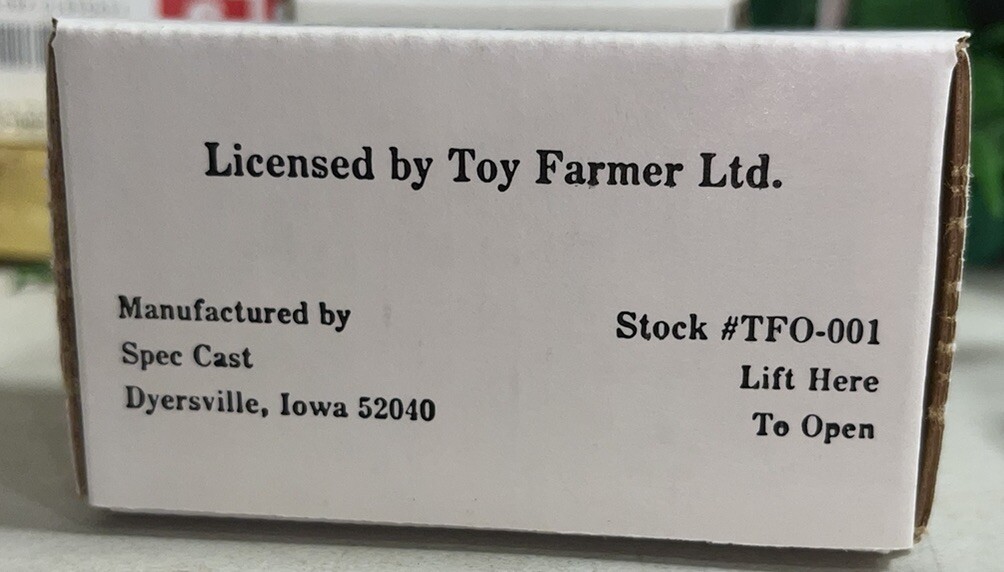 Licensed by Toy Farmer Ltd.
Manufactured by
Spec Cast
Dyersville, Iowa 52040
Stock #TFO-001
Lift Here
To Open